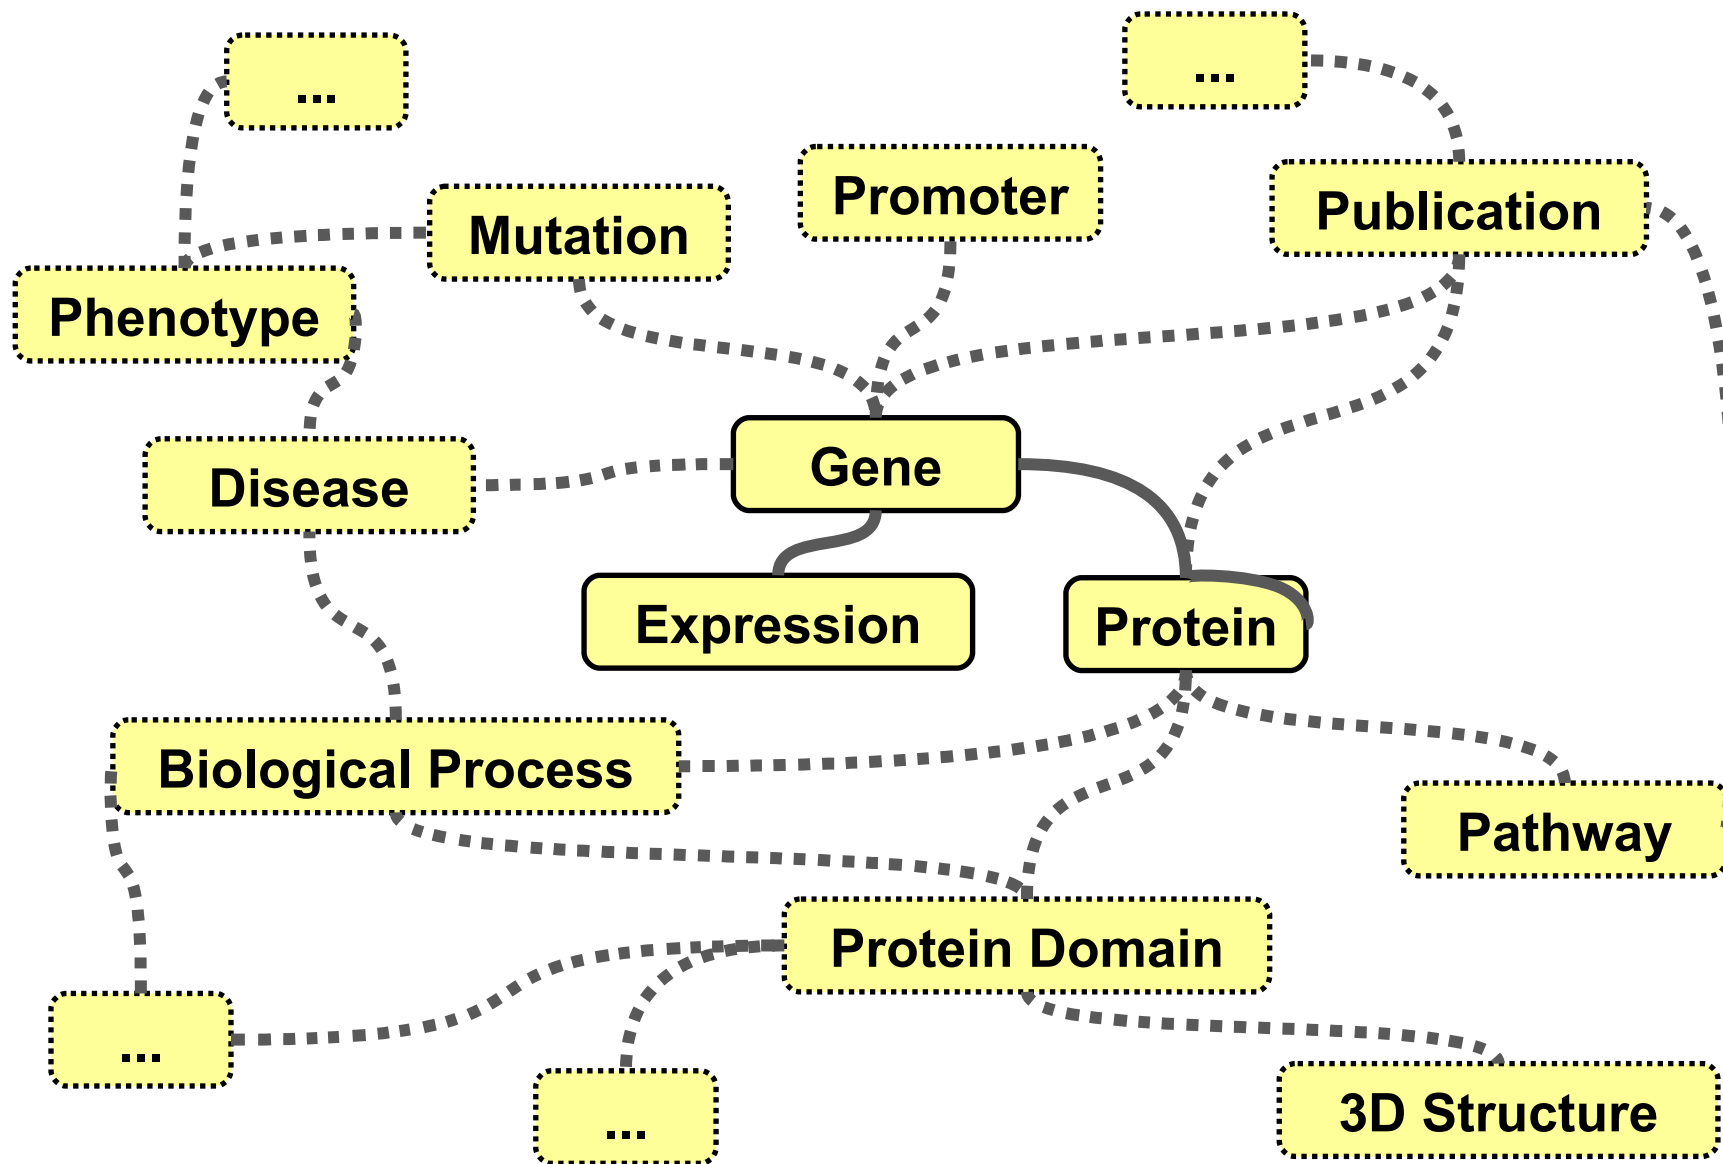 ...
...
Promoter
Mutation
Publication
Phenotype
Gene
Disease
Expression
Protein
Biological Process
Pathway
Protein Domain
...
...
3D Structure